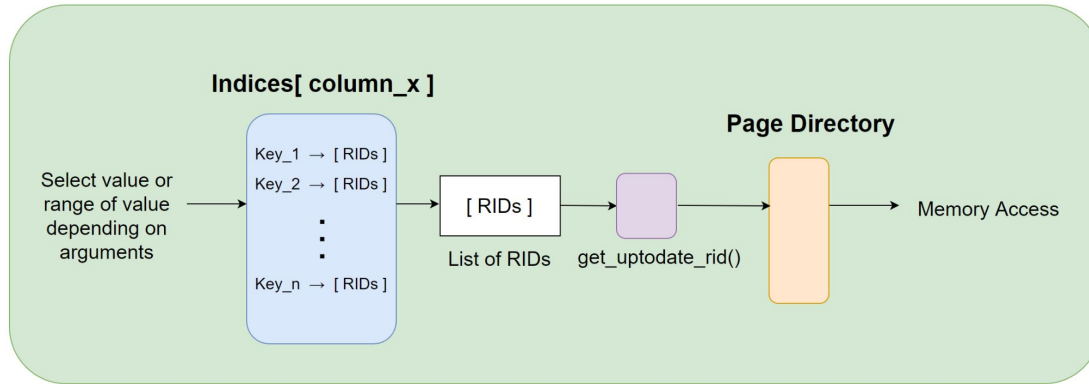 Indices[ column_x ]
Page Directory
Select value or
range of value
depending on
arguments
Key_1 → [ RIDs ]
Key_2 → [ RIDs ]
Key_n → [ RIDs ]
[ RIDs ]
List of RIDs
get_uptodate_rid()
Memory Access